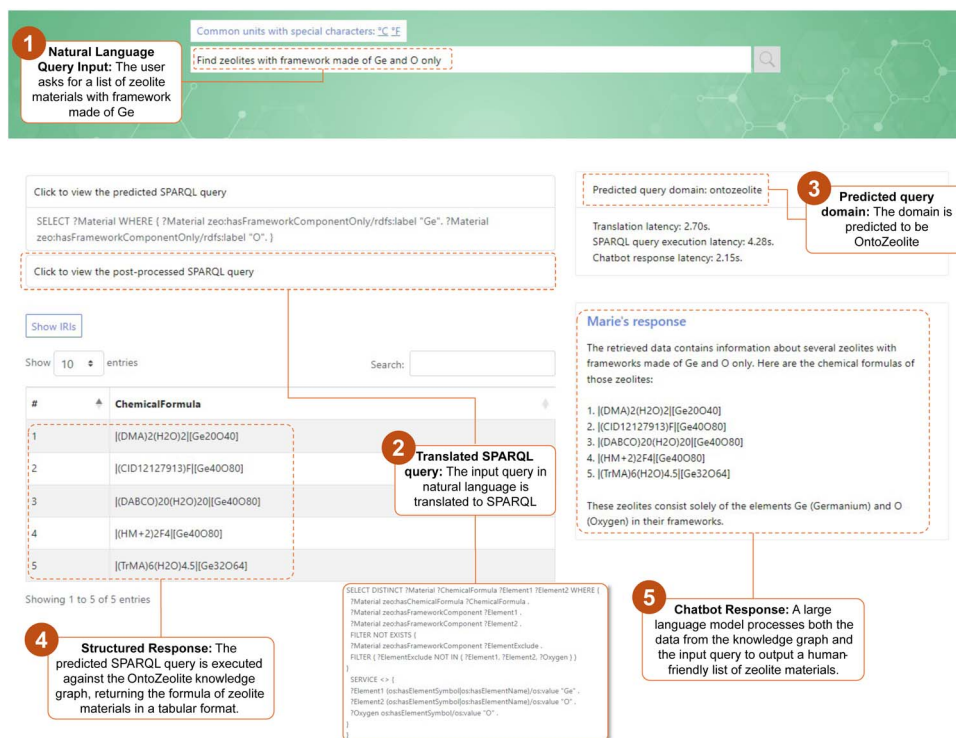 Common units with special characters: °C °F
1
Natural Language
Query Input: The user
asks for a list of zeolite
materials with framework
made of Ge
Find zeolites with framework made of Ge and O only
Click to view the predicted SPARQL query
SELECT ?Material WHERE { ?Material zeo:hasFrameworkComponentOnly/rdfs:label "Ge". ?Material
zeo:hasFrameworkComponentOnly/rdfs:label "O". }
Click to view the post-processed SPARQL query
Predicted query domain: ontozeolite
Translation latency: 2.70s.
SPARQL query execution latency: 4.28s.
Chatbot response latency: 2.15s.
3
Predicted query
domain: The domain is
predicted to be
OntoZeolite
Show IRIs
Show 10 entries
Search:
# ChemicalFormula
1 |(DMA)2(H2O)2|[Ge20O40]
2 |(CID12127913)F|[Ge40O80]
3 |(DABCO)20(H2O)20|[Ge40O80]
4 |(HM+2)2F4|[Ge40O80]
5 |(TrMA)6(H2O)4.5|[Ge32O64]
Showing 1 to 5 of 5 entries
2
Translated SPARQL
query: The input query in
natural language is
translated to SPARQL
Marie's response
The retrieved data contains information about several zeolites with
frameworks made of Ge and O only. Here are the chemical formulas of
those zeolites:
1. |(DMA)2(H2O)2|[Ge20O40]
2. |(CID12127913)F|[Ge40O80]
3. |(DABCO)20(H2O)20|[Ge40O80]
4. |(HM+2)2F4|[Ge40O80]
5. |(TrMA)6(H2O)4.5|[Ge32O64]
These zeolites consist solely of the elements Ge (Germanium) and O
(Oxygen) in their frameworks.
4
Structured Response: The
predicted SPARQL query is executed
against the OntoZeolite knowledge
graph, returning the formula of zeolite
materials in a tabular format.
SELECT DISTINCT ?Material ?ChemicalFormula ?Element1 ?Element2 WHERE {
?Material zeo:hasChemicalFormula ?ChemicalFormula .
?Material zeo:hasFrameworkComponent ?Element1 .
?Material zeo:hasFrameworkComponent ?Element2 .
FILTER NOT EXISTS {
?Material zeo:hasFrameworkComponent ?ElementExclude .
FILTER ( ?ElementExclude NOT IN ( ?Element1, ?Element2, ?Oxygen ) )
}
SERVICE <> {
?Element1 (os:hasElementSymbol|os:hasElementName)/os:value "Ge" .
?Element2 (os:hasElementSymbol|os:hasElementName)/os:value "O" .
?Oxygen os:hasElementSymbol/os:value "O" .
}
}
5
Chatbot Response: A large
language model processes both the
data from the knowledge graph and
the input query to output a human-
friendly list of zeolite materials.